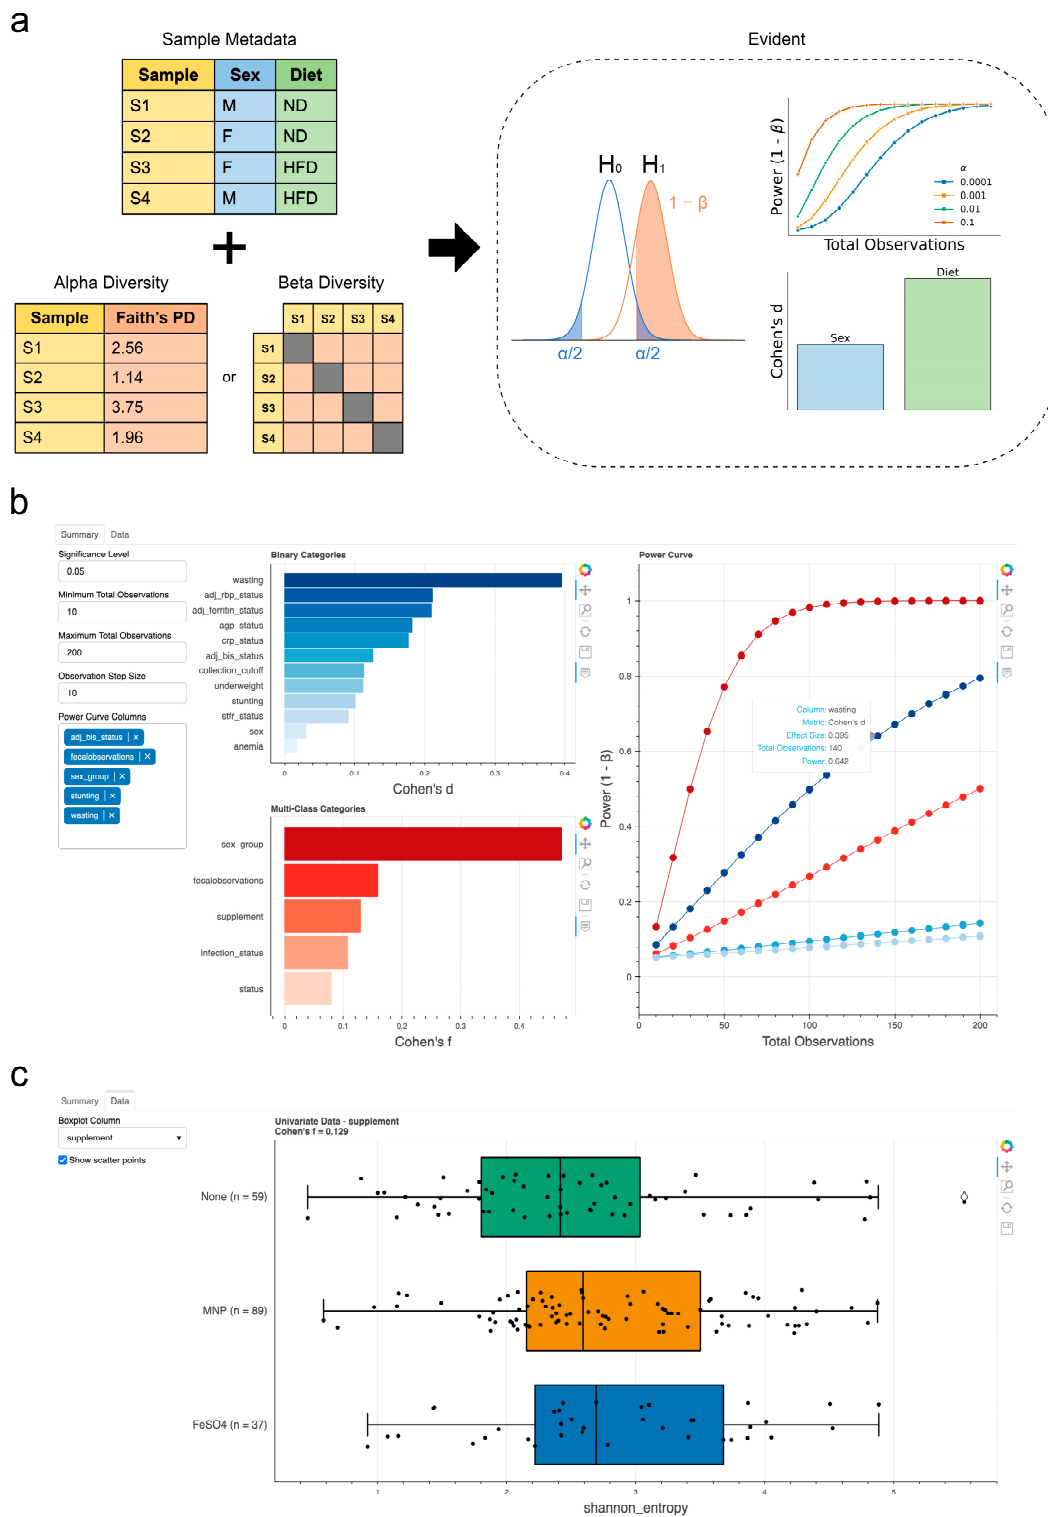 a
Sample Metadata
Evident
Sample Sex Diet
S1 M ND
S2 F ND
S3 F HFD
S4 M HFD
+
Alpha Diversity
Beta Diversity
Sample Faith's PD
S1 2.56
S2 1.14
S3 3.75
S4 1.96
or
S1 S2 S3 S4
S1
S2
S3
S4
H0 H1
1 − β
α/2 α/2
Power (1 - β)
α
0.0001
0.001
0.01
0.1
Total Observations
Cohen's d
Sex
Diet
b
Summary Data
Significance Level
0.05
Minimum Total Observations
10
Maximum Total Observations
200
Observation Step Size
10
Power Curve Columns
adj_bis_status | ×
fecalobservations | ×
sex_group | ×
stunting | ×
wasting | ×
Binary Categories
wasting
adj_rbp_status
adj_ferritin_status
agp_status
crp_status
adj_bis_status
collection_cutoff
underweight
stunting
stfr_status
sex
anemia
0 0.1 0.2 0.3 0.4
Cohen's d
Multi-Class Categories
sex_group
fecalobservations
supplement
infection_status
status
0 0.1 0.2 0.3 0.4
Cohen's f
Power Curve
Power (1 - β)
1
0.8
0.6
0.4
0.2
0
Column: wasting
Metric: Cohen's d
Effect Size: 0.395
Total Observations: 140
Power: 0.642
0 50 100 150 200
Total Observations
c
Summary Data
Boxplot Column
supplement
Show scatter points
Univariate Data - supplement
Cohen's f = 0.129
None (n = 59)
MNP (n = 89)
FeSO4 (n = 37)
1 2 3 4 5
shannon_entropy